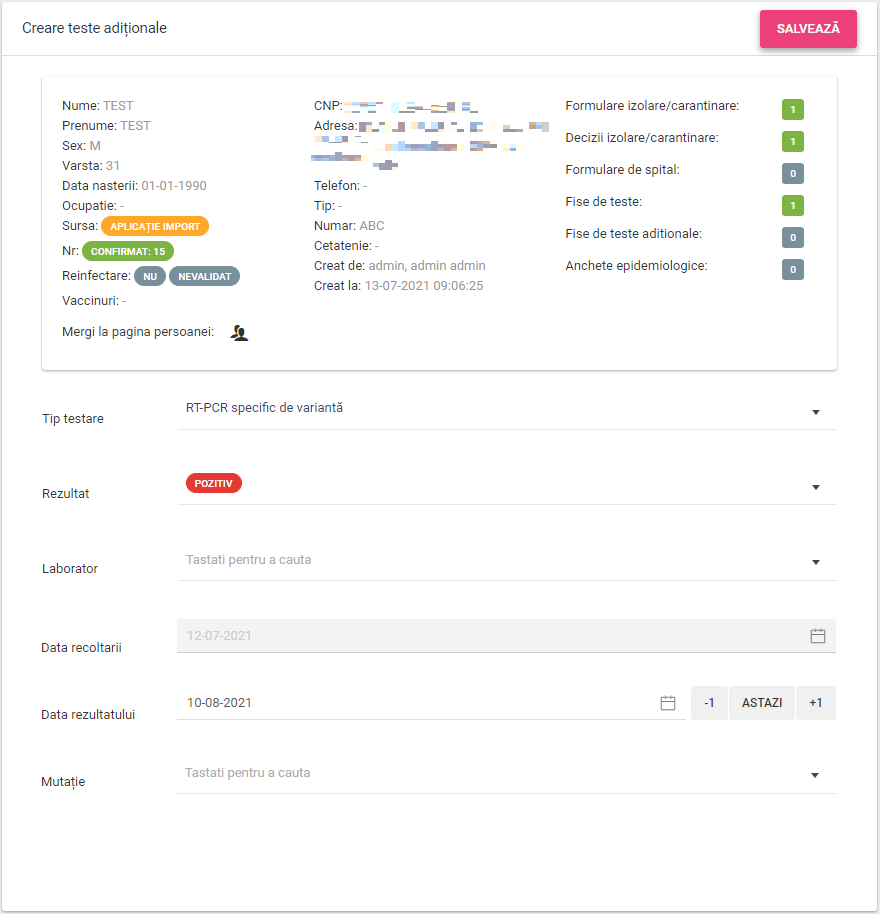 Creare teste adiționale
SALVEAZĂ
Nume: TEST
Prenume: TEST
Sex: M
Varsta: 31
Data nasterii: 01-01-1990
Ocupatie: -
Sursa: APLICAȚIE IMPORT
Nr: CONFIRMAT: 15
Reinfectare: NU NEVALIDAT
Vaccinuri: -
Mergi la pagina persoanei:
CNP:
Adresa:
Telefon: -
Tip: -
Numar: ABC
Cetatenie: -
Creat de: admin, admin admin
Creat la: 13-07-2021 09:06:25
Formulare izolare/carantinare: 1
Decizii izolare/carantinare: 1
Formulare de spital: 0
Fise de teste: 1
Fise de teste aditionale: 0
Anchete epidemiologice: 0
Tip testare RT-PCR specific de variantă
Rezultat POZITIV
Laborator Tastati pentru a cauta
Data recoltarii 12-07-2021
Data rezultatului 10-08-2021 -1 ASTAZI +1
Mutație Tastati pentru a cauta